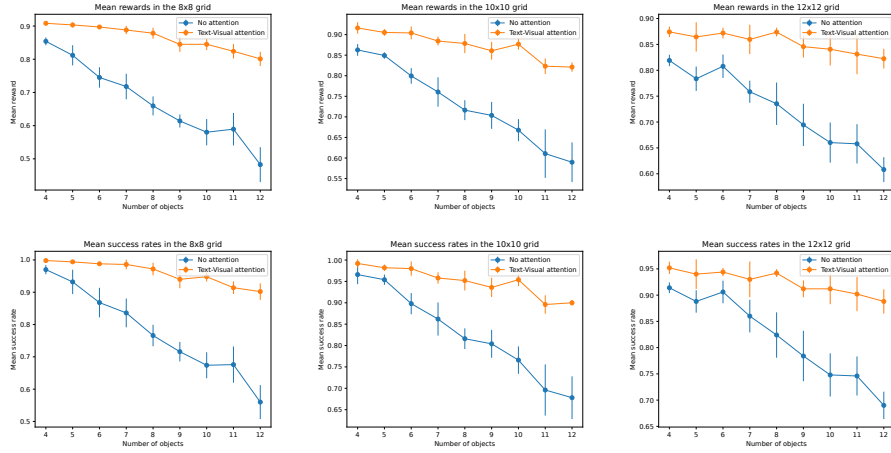 Mean rewards in the 8x8 grid
No attention
Text-Visual attention
Mean reward
0.9
0.8
0.7
0.6
0.5
4 5 6 7 8 9 10 11 12
Number of objects
Mean rewards in the 10x10 grid
No attention
Text-Visual attention
Mean reward
0.90
0.85
0.80
0.75
0.70
0.65
0.60
0.55
4 5 6 7 8 9 10 11 12
Number of objects
Mean rewards in the 12x12 grid
No attention
Text-Visual attention
Mean reward
0.90
0.85
0.80
0.75
0.70
0.65
0.60
4 5 6 7 8 9 10 11 12
Number of objects
Mean success rates in the 8x8 grid
No attention
Text-Visual attention
Mean success rate
1.0
0.9
0.8
0.7
0.6
0.5
4 5 6 7 8 9 10 11 12
Number of objects
Mean success rates in the 10x10 grid
No attention
Text-Visual attention
Mean success rate
1.00
0.95
0.90
0.85
0.80
0.75
0.70
0.65
4 5 6 7 8 9 10 11 12
Number of objects
Mean success rates in the 12x12 grid
No attention
Text-Visual attention
Mean success rate
0.95
0.90
0.85
0.80
0.75
0.70
0.65
4 5 6 7 8 9 10 11 12
Number of objects